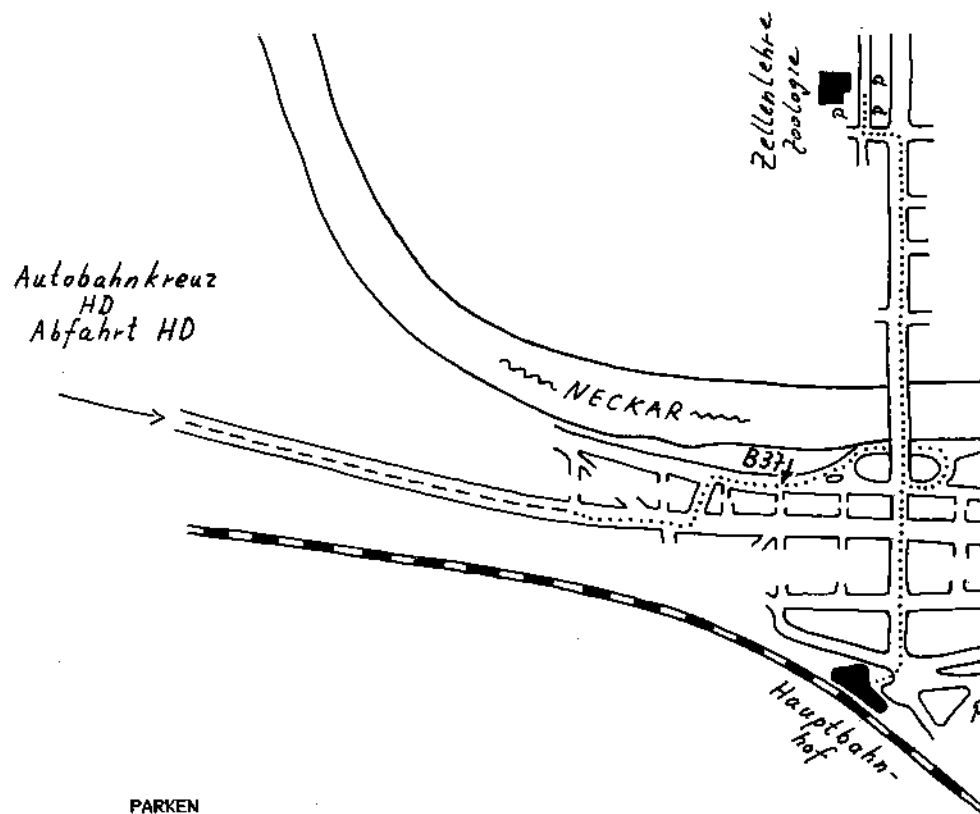 Zellenlehre
Zoologie
P
P
P
Autobahnkreuz
HD
Abfahrt HD
NECKAR
B37
Hauptbahn-
hof
P
PARKEN